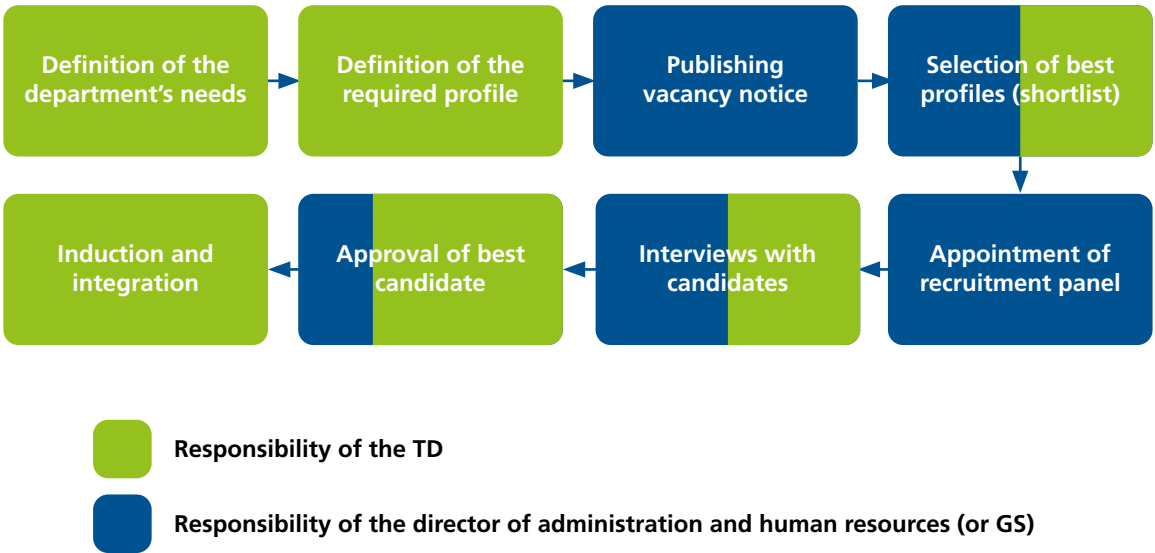 Definition of the
department’s needs
Definition of the
required profile
Publishing
vacancy notice
Selection of best
profiles (shortlist)
Appointment of
recruitment panel
Interviews with
candidates
Approval of best
candidate
Induction and
integration
Responsibility of the TD
Responsibility of the director of administration and human resources (or GS)